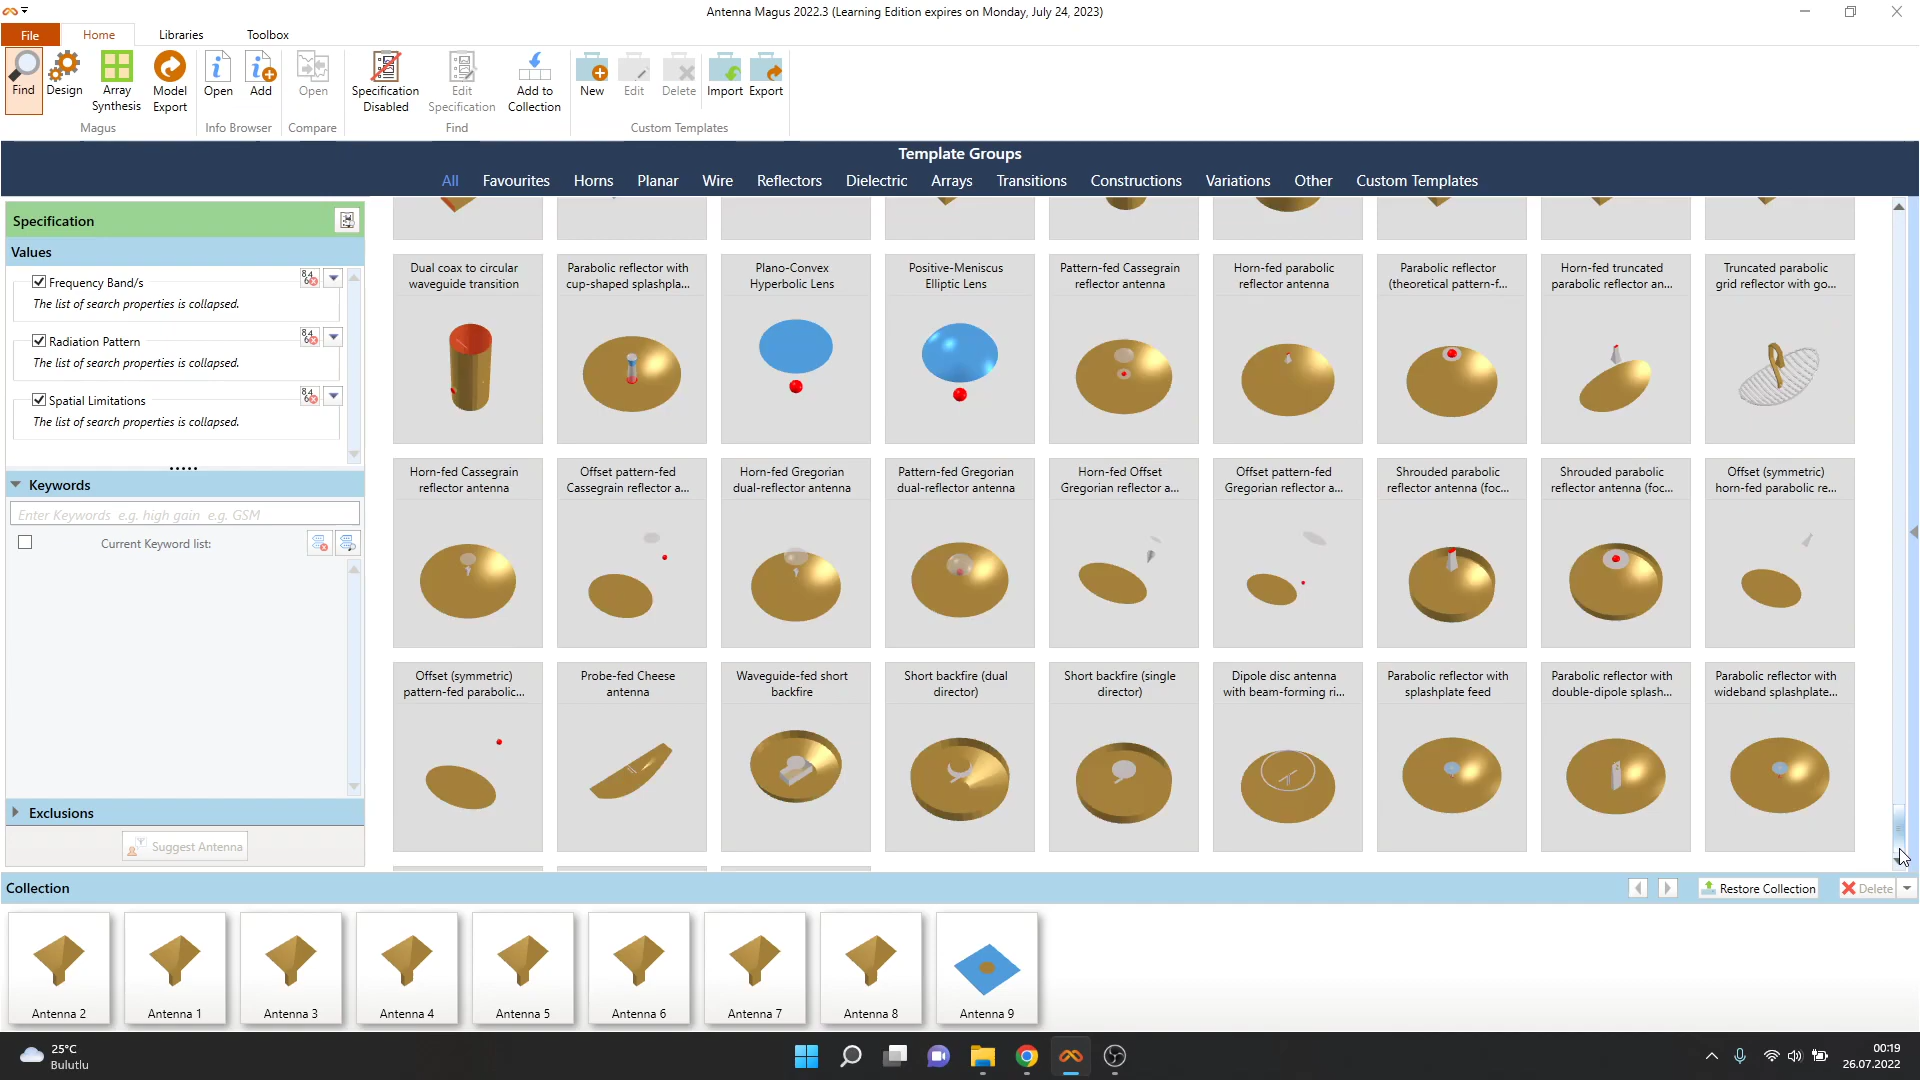 Antenna Magus 2022.3 (Learning Edition expires on Monday, July 24, 2023)
File
Home
Libraries
Toolbox
Find
Design
Array Synthesis
Model Export
Open
Add
Open
Specification Disabled
Edit Specification
Add to Collection
New
Edit
Delete
Import
Export
Magus
Info Browser
Compare
Find
Custom Templates
Template Groups
All
Favourites
Horns
Planar
Wire
Reflectors
Dielectric
Arrays
Transitions
Constructions
Variations
Other
Custom Templates
Specification
Values
Frequency Band/s
The list of search properties is collapsed.
Radiation Pattern
The list of search properties is collapsed.
Spatial Limitations
The list of search properties is collapsed.
Keywords
Enter Keywords e.g. high gain e.g. GSM
Current Keyword list:
Exclusions
Suggest Antenna
Dual coax to circular
waveguide transition
Parabolic reflector with
cup-shaped splashpla...
Plano-Convex
Hyperbolic Lens
Positive-Meniscus
Elliptic Lens
Pattern-fed Cassegrain
reflector antenna
Horn-fed parabolic
reflector antenna
Parabolic reflector
(theoretical pattern-f...
Horn-fed truncated
parabolic reflector an...
Truncated parabolic
grid reflector with go...
Horn-fed Cassegrain
reflector antenna
Offset pattern-fed
Cassegrain reflector a...
Horn-fed Gregorian
dual-reflector antenna
Pattern-fed Gregorian
dual-reflector antenna
Horn-fed Offset
Gregorian reflector a...
Offset pattern-fed
Gregorian reflector a...
Shrouded parabolic
reflector antenna (foc...
Shrouded parabolic
reflector antenna (foc...
Offset (symmetric)
horn-fed parabolic re...
Offset (symmetric)
pattern-fed parabolic...
Probe-fed Cheese
antenna
Waveguide-fed short
backfire
Short backfire (dual
director)
Short backfire (single
director)
Dipole disc antenna
with beam-forming ri...
Parabolic reflector with
splashplate feed
Parabolic reflector with
double-dipole splash...
Parabolic reflector with
wideband splashplate...
Collection
Restore Collection
Delete
Antenna 2
Antenna 1
Antenna 3
Antenna 4
Antenna 5
Antenna 6
Antenna 7
Antenna 8
Antenna 9
25°C
Bulutlu
00:19
26.07.2022